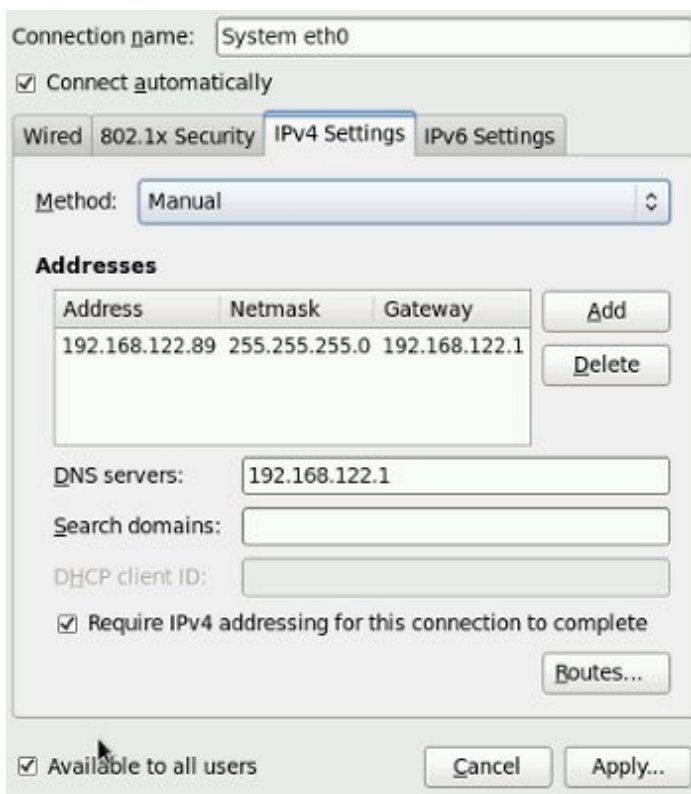 Connection name: System eth0
Connect automatically
Wired 802.1x Security IPv4 Settings IPv6 Settings
Method: Manual
Addresses
Address Netmask Gateway Add
192.168.122.89 255.255.255.0 192.168.122.1
Delete
DNS servers: 192.168.122.1
Search domains:
DHCP client ID:
Require IPv4 addressing for this connection to complete
Routes...
Available to all users Cancel Apply...